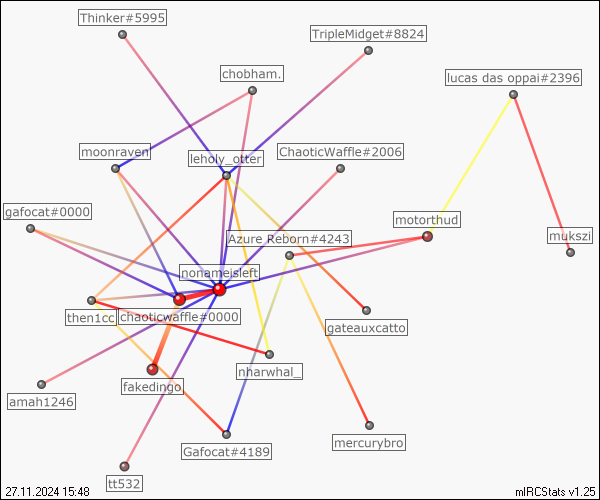 Thinker#5995
TripleMidget#8824
chobham.
lucas das oppai#2396
moonraven
leholy_otter
ChaoticWaffle#2006
gafocat#0000
motorthud
Azure Reborn#4243
mukszi
nonameisleft
then1cc
chaoticwaffle#0000
gateauxcatto
nharwhal_
fakedingo
amah1246
mercurybro
Gafocat#4189
tt532
27.11.2024 15:48
mIRCStats v1.25